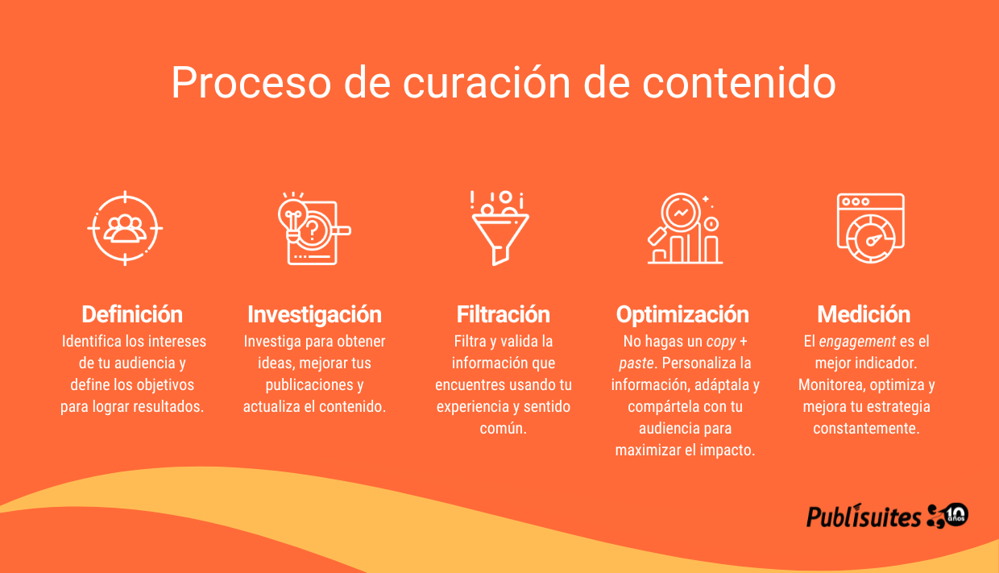 Proceso de curación de contenido
Definición
Identifica los intereses
de tu audiencia y
define los objetivos
para lograr resultados.
Investigación
Investiga para obtener
ideas, mejorar tus
publicaciones y
actualiza el contenido.
Filtración
Filtra y valida la
información que
encuentres usando tu
experiencia y sentido
común.
Optimización
No hagas un copy +
paste. Personaliza la
información, adáptala y
compártela con tu
audiencia para
maximizar el impacto.
Medición
El engagement es el
mejor indicador.
Monitorea, optimiza y
mejora tu estrategia
constantemente.
Publisuites
10
años